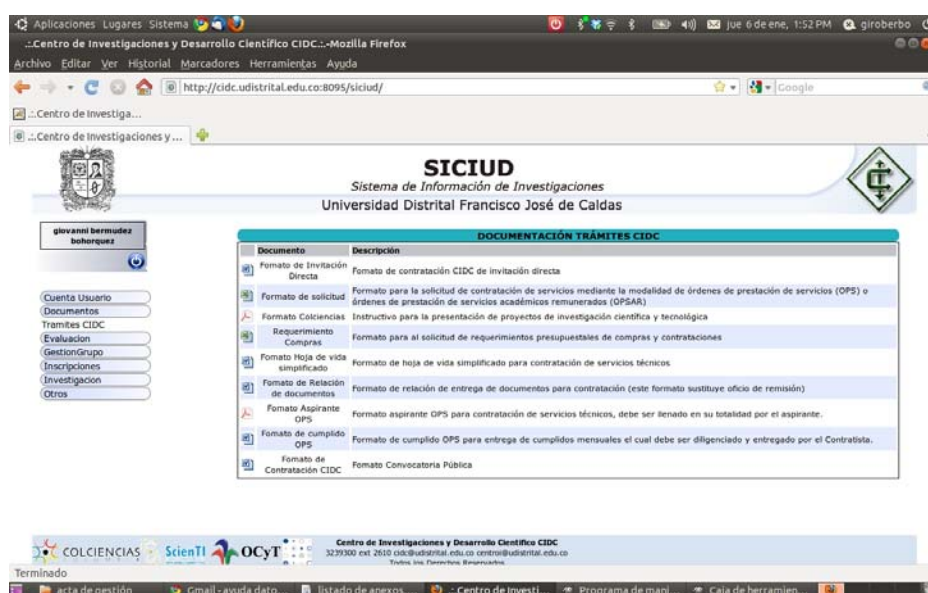 Aplicaciones Lugares Sistema
jue 6 de ene, 1:52 PM giroberbo
.:.Centro de Investigaciones y Desarrollo Científico CIDC.:.-Mozilla Firefox
Archivo Editar Ver Historial Marcadores Herramientas Ayuda
http://cidc.udistrital.edu.co:8095/siciud/
Google
.:.Centro de Investiga...
.:.Centro de Investigaciones y ...
SICIUD
Sistema de Información de Investigaciones
Universidad Distrital Francisco José de Caldas
giovanni bermudez
bohorquez
Cuenta Usuario
Documentos
Tramites CIDC
Evaluacion
GestionGrupo
Inscripciones
Investigacion
Otros
DOCUMENTACIÓN TRÁMITES CIDC
Documento Descripción
Fomato de Invitación Directa Fomato de contratación CIDC de invitación directa
Formato de solicitud Formato para la solicitud de contratación de servicios mediante la modalidad de órdenes de prestación de servicios (OPS) o
órdenes de prestación de servicios académicos remunerados (OPSAR)
Formato Colciencias Instructivo para la presentación de proyectos de investigación científica y tecnológica
Requerimiento Compras Formato para al solicitud de requerimientos presupuestales de compras y contrataciones
Fomato Hoja de vida simplificado Formato de hoja de vida simplificado para contratación de servicios técnicos
Fomato de Relación de documentos Formato de relación de entrega de documentos para contratación (este formato sustituye oficio de remisión)
Fomato Aspirante OPS Formato aspirante OPS para contratación de servicios técnicos, debe ser llenado en su totalidad por el aspirante.
Fomato de cumplido OPS Formato de cumplido OPS para entrega de cumplidos mensuales el cual debe ser diligenciado y entregado por el Contratista.
Fomato de Contratación CIDC Fomato Convocatoria Pública
COLCIENCIAS ScienTI OCyT
Centro de Investigaciones y Desarrollo Científico CIDC
3239300 ext 2610 cidc@udistrital.edu.co centroi@udistrital.edu.co
Todos los Derechos Reservados
Terminado
acta de gestión Gmail - ayuda dato... listado de anexos... .:.Centro de Investi... Programa de mani... Caja de herramien...